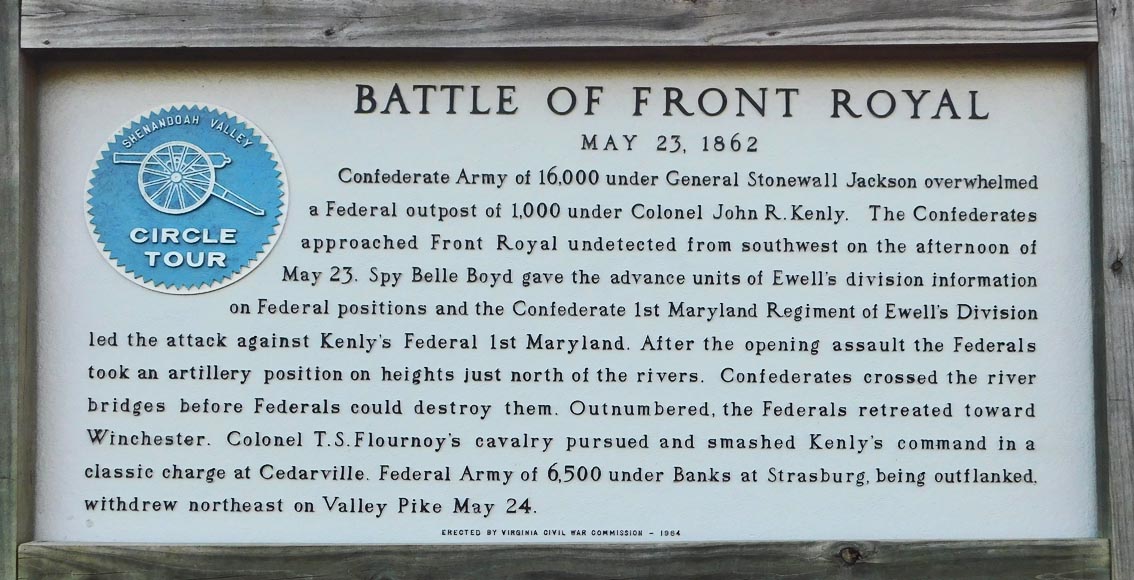 BATTLE OF FRONT ROYAL
MAY 23, 1862
SHENANDOAH VALLEY
CIRCLE
TOUR
Confederate Army of 16,000 under General Stonewall Jackson overwhelmed
a Federal outpost of 1,000 under Colonel John R. Kenly. The Confederates
approached Front Royal undetected from southwest on the afternoon of
May 23. Spy Belle Boyd gave the advance units of Ewell's division information
on Federal positions and the Confederate 1st Maryland Regiment of Ewell's Division
led the attack against Kenly's Federal 1st Maryland. After the opening assault the Federals
took an artillery position on heights just north of the rivers. Confederates crossed the river
bridges before Federals could destroy them. Outnumbered, the Federals retreated toward
Winchester. Colonel T.S. Flournoy's cavalry pursued and smashed Kenly's command in a
classic charge at Cedarville. Federal Army of 6,500 under Banks at Strasburg, being outflanked,
withdrew northeast on Valley Pike May 24.
ERECTED BY VIRGINIA CIVIL WAR COMMISSION – 1964